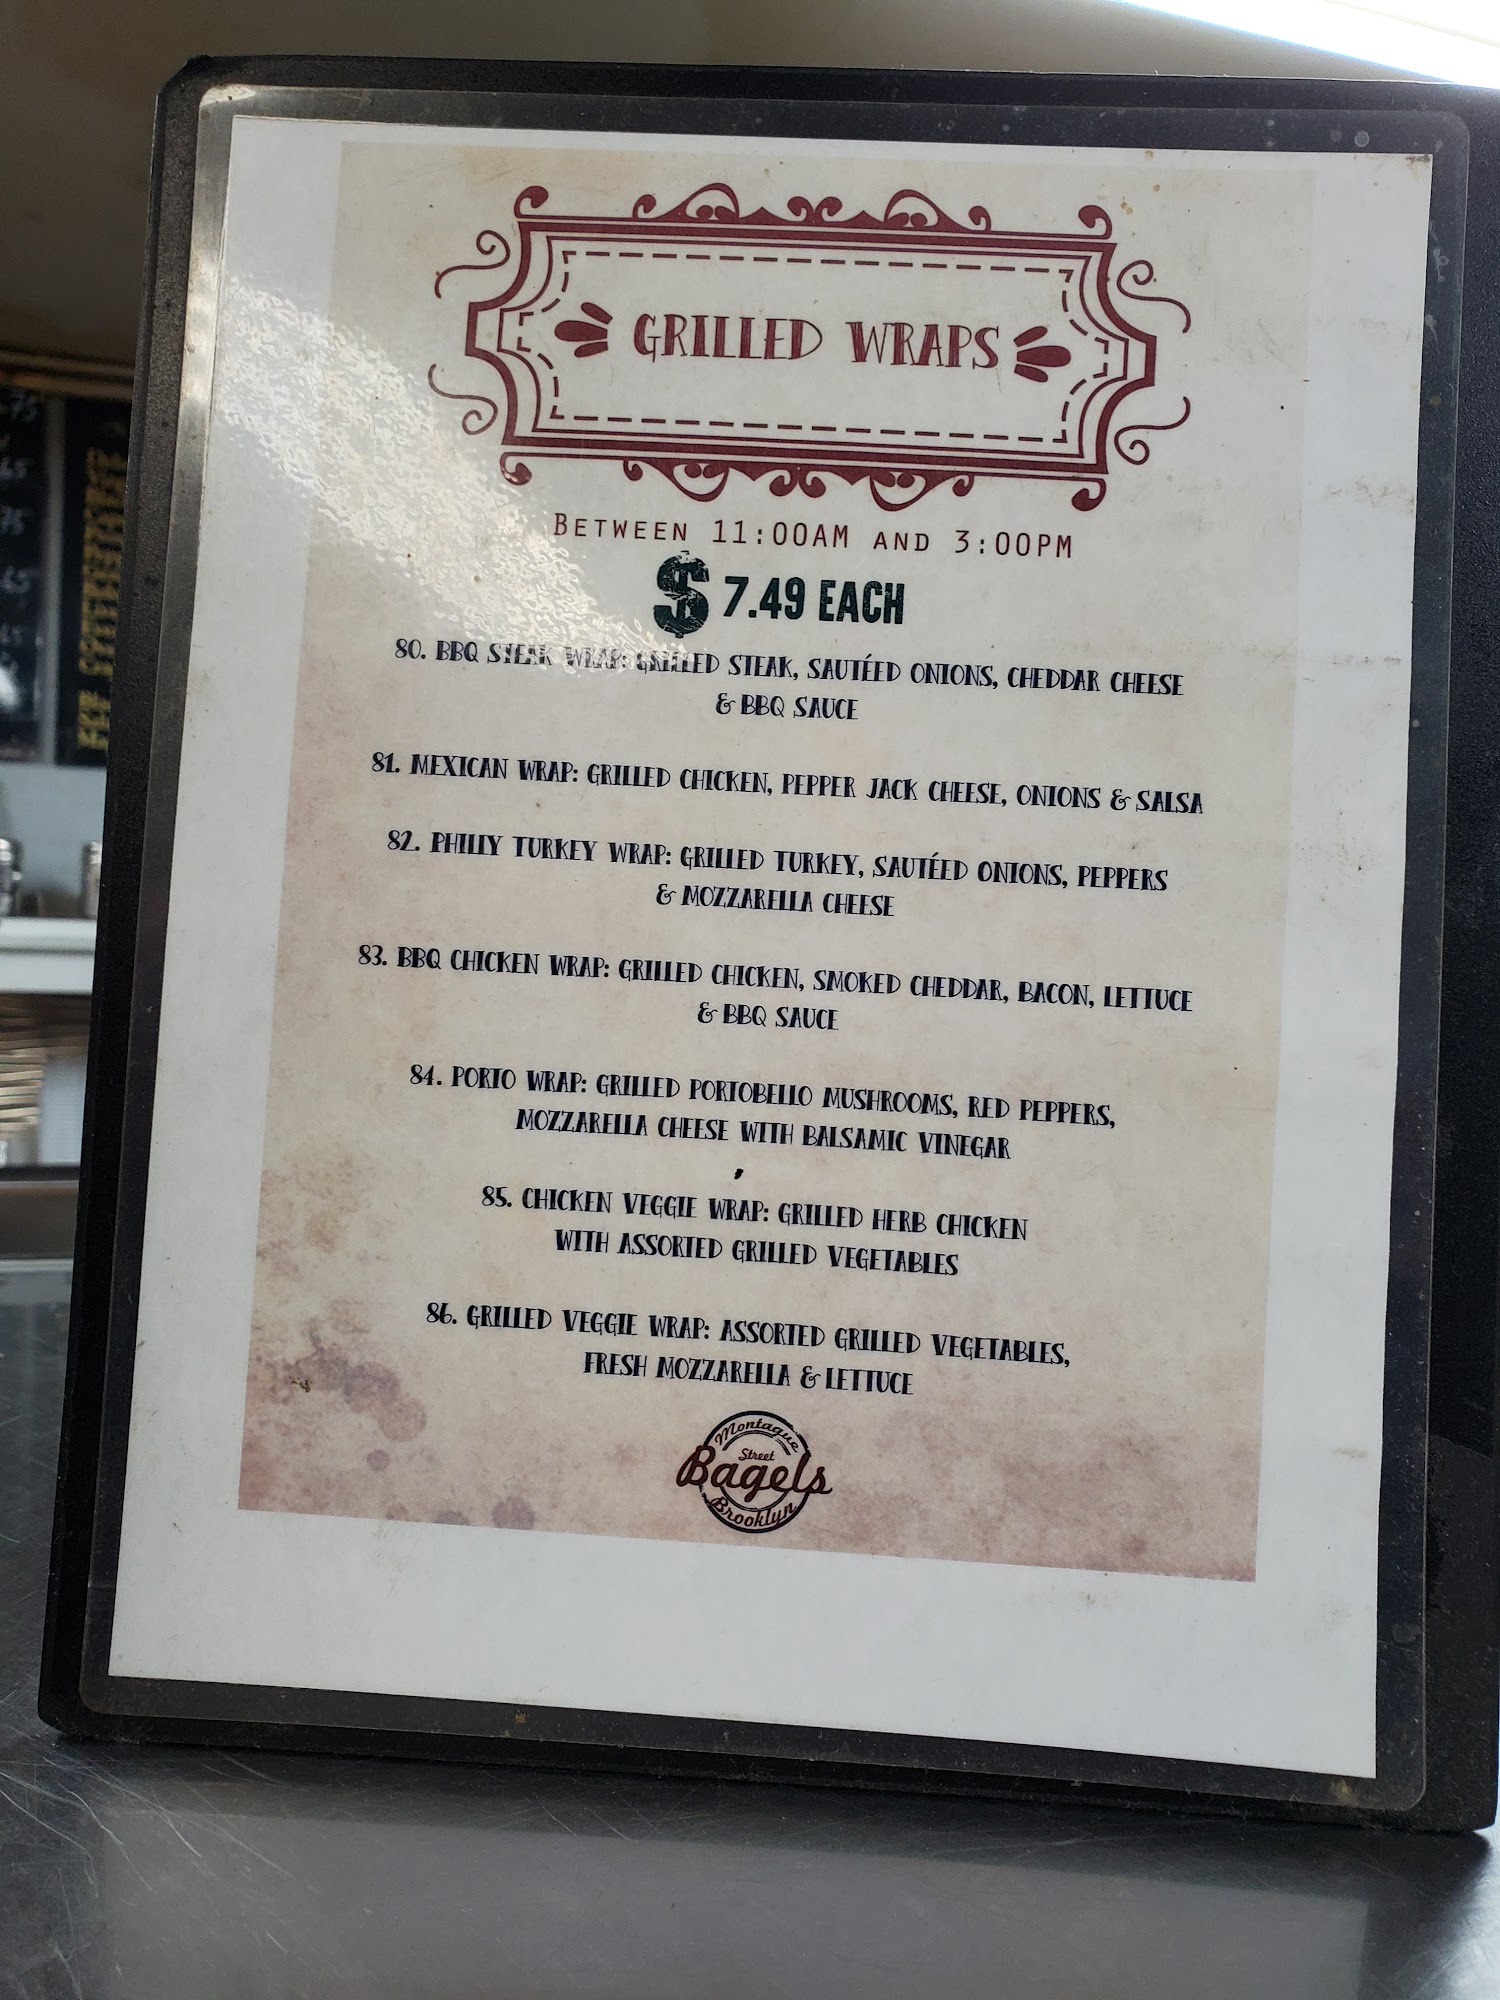 GRILLED WRAPS
BETWEEN 11:00AM AND 3:00PM
$ 7.49 EACH
80. BBQ STEAK WRAP: GRILLED STEAK, SAUTÉED ONIONS, CHEDDAR CHEESE
& BBQ SAUCE
81. MEXICAN WRAP: GRILLED CHICKEN, PEPPER JACK CHEESE, ONIONS & SALSA
82. PHILLY TURKEY WRAP: GRILLED TURKEY, SAUTÉED ONIONS, PEPPERS
& MOZZARELLA CHEESE
83. BBQ CHICKEN WRAP: GRILLED CHICKEN, SMOKED CHEDDAR, BACON, LETTUCE
& BBQ SAUCE
84. PORTO WRAP: GRILLED PORTOBELLO MUSHROOMS, RED PEPPERS,
MOZZARELLA CHEESE WITH BALSAMIC VINEGAR
,
85. CHICKEN VEGGIE WRAP: GRILLED HERB CHICKEN
WITH ASSORTED GRILLED VEGETABLES
86. GRILLED VEGGIE WRAP: ASSORTED GRILLED VEGETABLES,
FRESH MOZZARELLA & LETTUCE
Montague
Street
Bagels
Brooklyn